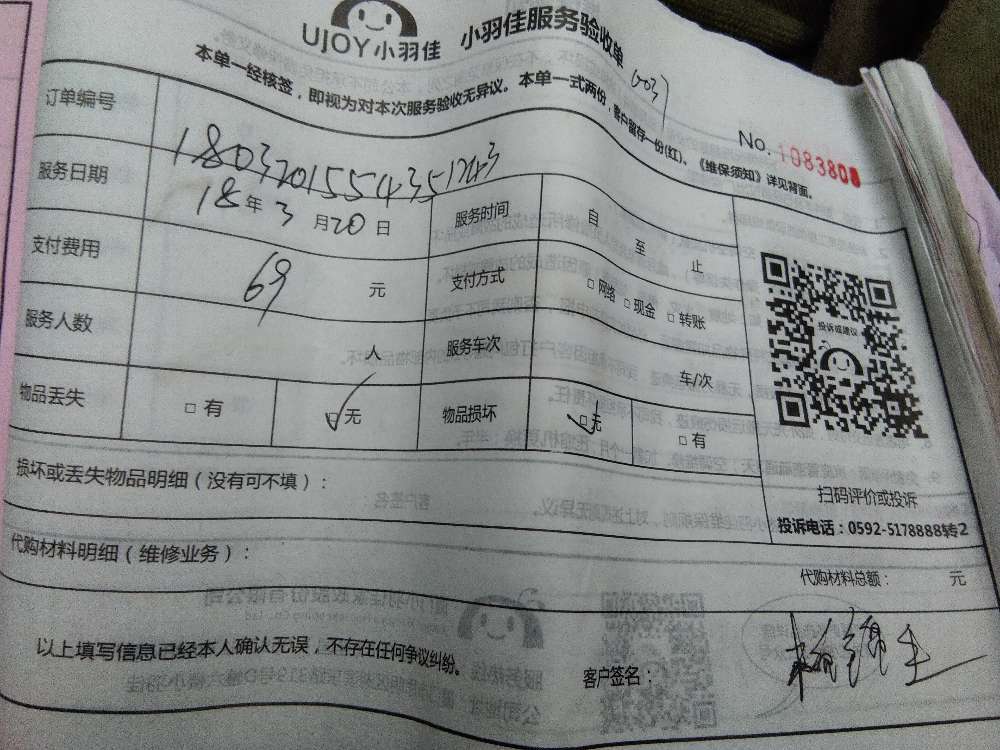 UJOY小羽佳 小羽佳服务验收单
本单一经核签，即视为对本次服务验收无异议。本单一式两份，客户留存一份(红)、《维保须知》详见背面。
No. 1083808
订单编号 180320155435 1243
服务日期 18 年 3 月 20 日 服务时间 自 至 止
支付费用 69 元 支付方式 □ 网络 □ 现金 □ 转账
服务人数 人 服务车次 车/次
物品丢失 □ 有 □ 无 物品损坏 □ 无 □ 有
投诉或建议
扫码评价或投诉
投诉电话：0592-5178888转2
损坏或丢失物品明细（没有可不填）：
代购材料明细（维修业务）：
代购材料总额： 元
以上填写信息已经本人确认无误，不存在任何争议纠纷。
客户签名：